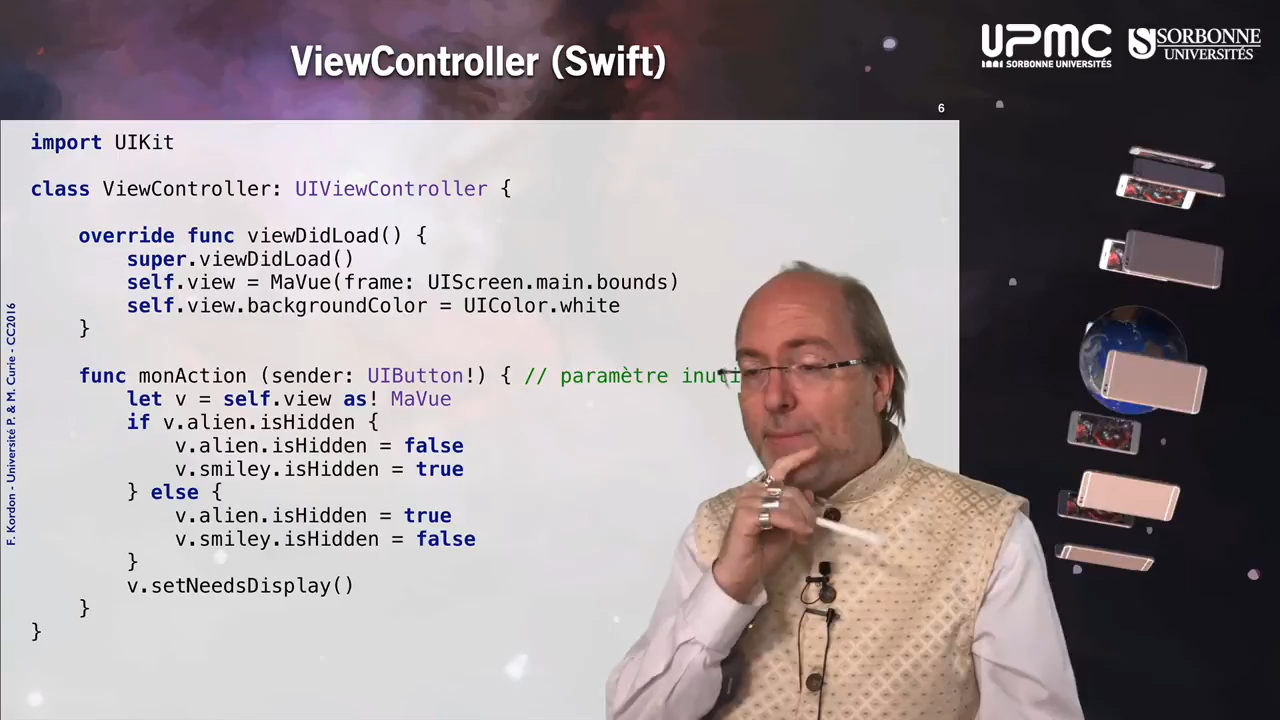 ViewController (Swift)
UPMC
SORBONNE UNIVERSITÉS
SORBONNE
UNIVERSITÉS
6
import UIKit
class ViewController: UIViewController {
override func viewDidLoad() {
super.viewDidLoad()
self.view = MaVue(frame: UIScreen.main.bounds)
self.view.backgroundColor = UIColor.white
}
func monAction (sender: UIButton!) { // paramètre
let v = self.view as! MaVue
if v.alien.isHidden {
v.alien.isHidden = false
v.smiley.isHidden = true
} else {
v.alien.isHidden = true
v.smiley.isHidden = false
}
v.setNeedsDisplay()
}
}
F. Kordon - Université P. & M. Curie - CC2016